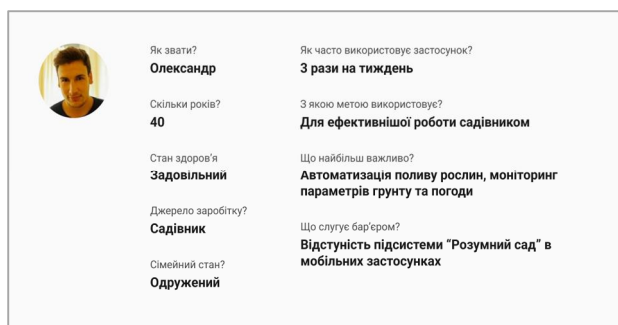 Як звати?
Олександр
Скільки років?
40
Стан здоров'я
Задовільний
Джерело заробітку?
Садівник
Сімейний стан?
Одружений
Як часто використовує застосунок?
3 рази на тиждень
З якою метою використовує?
Для ефективнішої роботи садівником
Що найбільш важливо?
Автоматизація поливу рослин, моніторинг
параметрів грунту та погоди
Що слугує бар'єром?
Відстуність підсистеми "Розумний сад" в
мобільних застосунках